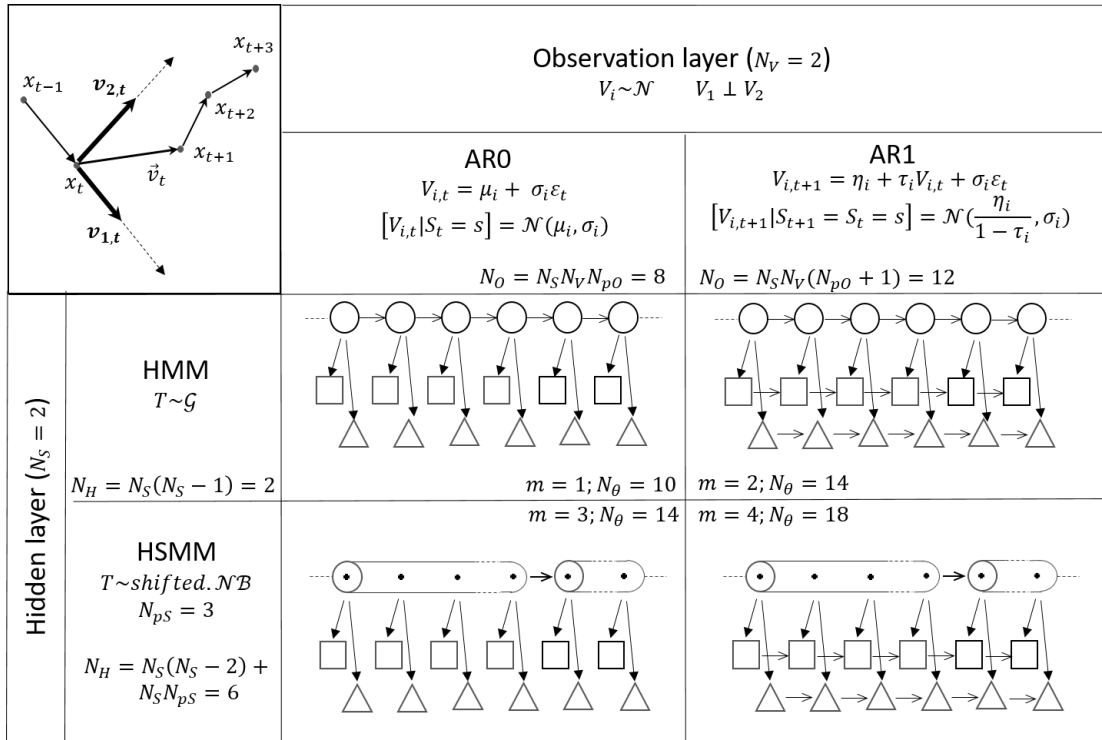 x_{t+3}
x_{t−1}
v_{2,t}
x_{t+2}
x_{t+1}
x_t
\vec{v}_t
v_{1,t}
Observation layer (N_V = 2)
V_i~𝒩 V_1 ⊥ V_2
AR0
V_{i,t} = μ_i + σ_iε_t
[V_{i,t}|S_t = s] = 𝒩(μ_i, σ_i)
N_O = N_S N_V N_{pO} = 8
AR1
V_{i,t+1} = η_i + τ_i V_{i,t} + σ_iε_t
[V_{i,t+1}|S_{t+1} = S_t = s] = 𝒩(η_i/(1 − τ_i), σ_i)
N_O = N_S N_V(N_{pO} + 1) = 12
Hidden layer (N_S = 2)
HMM
T~𝒢
N_H = N_S(N_S − 1) = 2
m = 1; N_θ = 10
m = 2; N_θ = 14
HSMM
T~shifted.𝒩ℬ
N_{pS} = 3
N_H = N_S(N_S − 2) +
N_S N_{pS} = 6
m = 3; N_θ = 14
m = 4; N_θ = 18